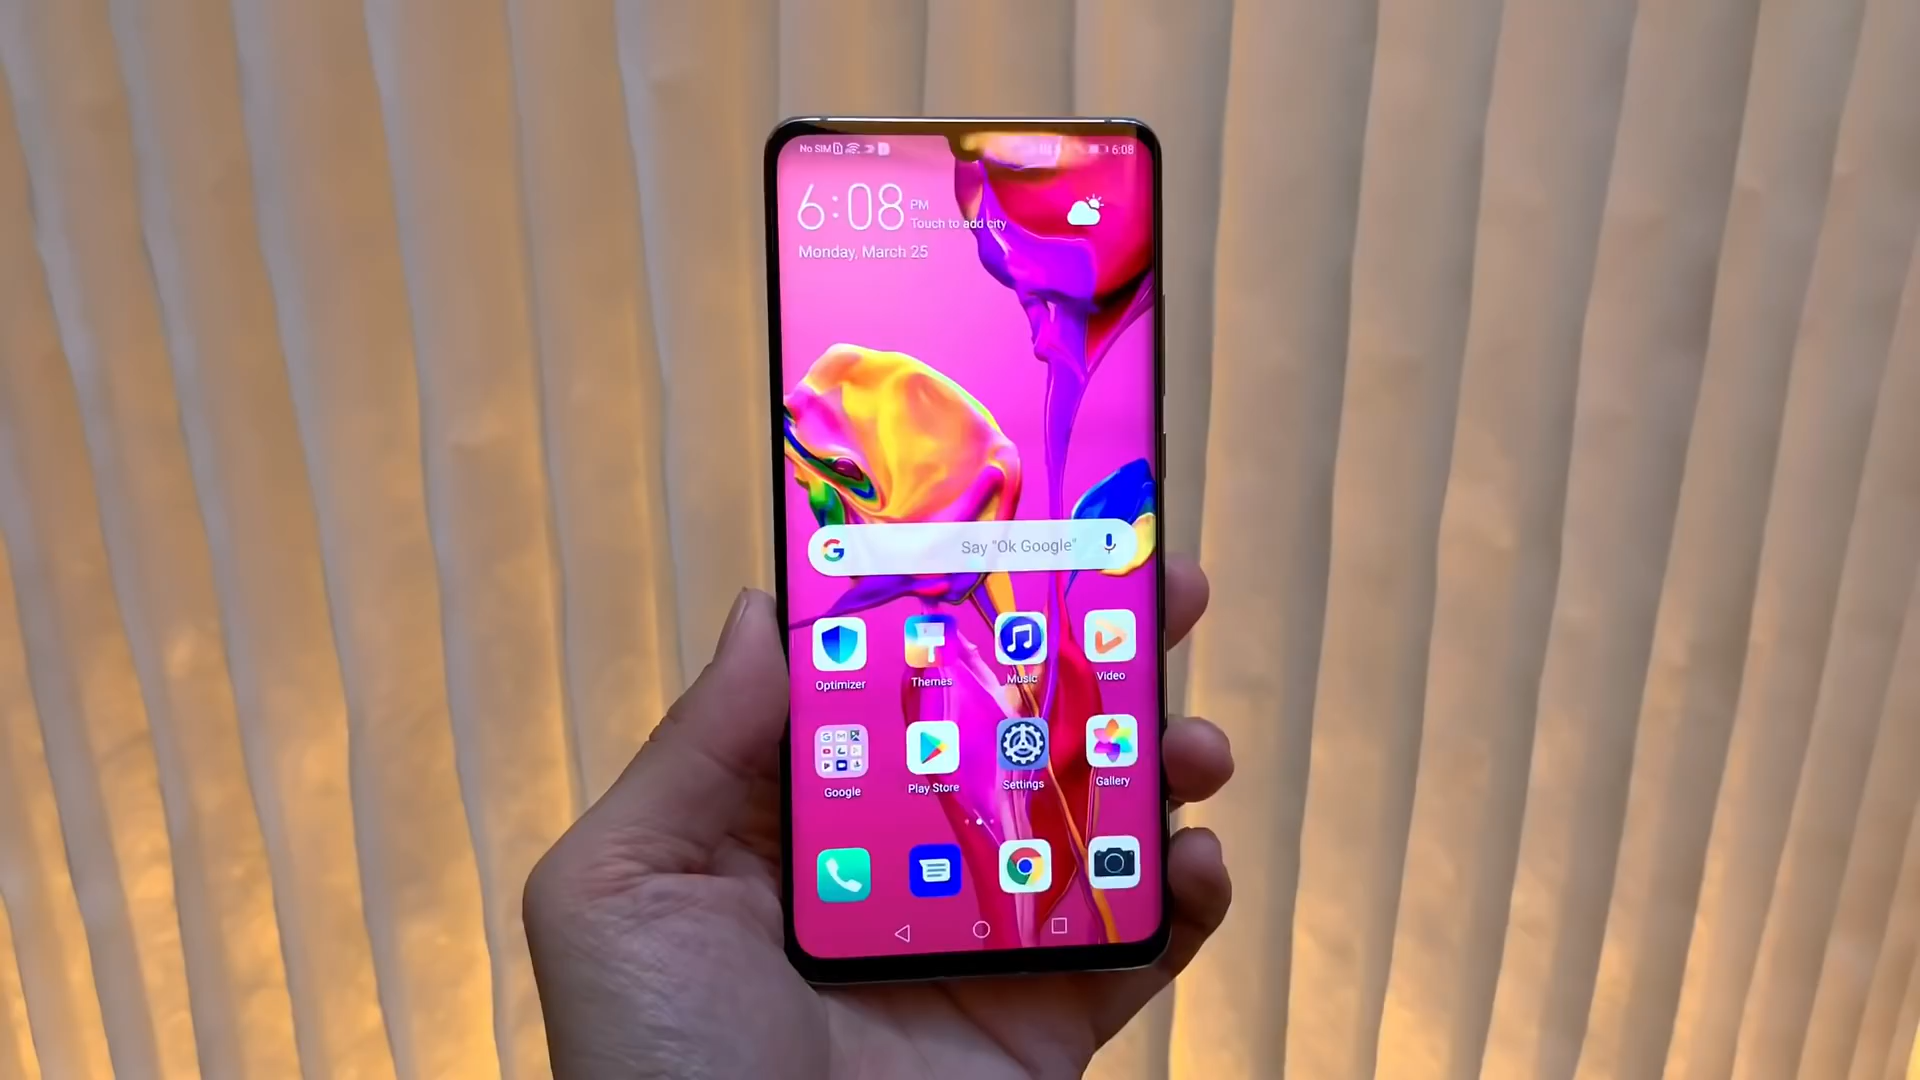 No SIM 6:08
6:08 PM
Touch to add city
Monday, March 25
Say "Ok Google"
Optimizer Themes Music Video
Google Play Store Settings Gallery